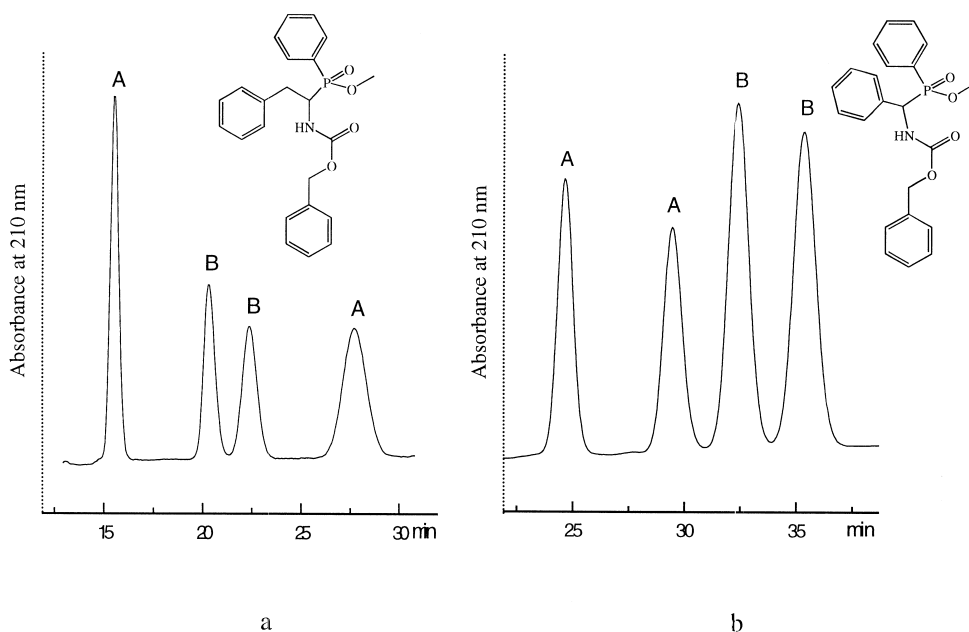 Absorbance at 210 nm
A
B
B
A
P
O
O
HN
O
O
15
20
25
30 min
a
Absorbance at 210 nm
A
A
B
B
P
O
O
HN
O
O
25
30
35
min
b